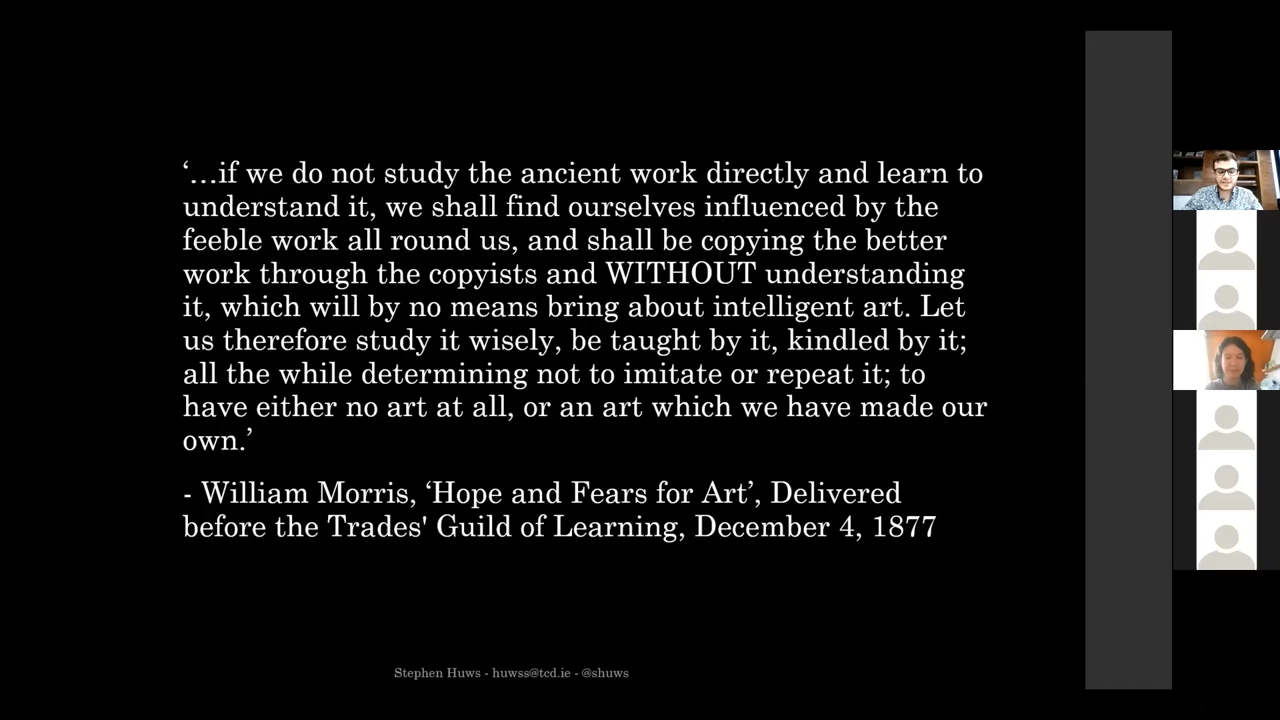 ‘…if we do not study the ancient work directly and learn to
understand it, we shall find ourselves influenced by the
feeble work all round us, and shall be copying the better
work through the copyists and WITHOUT understanding
it, which will by no means bring about intelligent art. Let
us therefore study it wisely, be taught by it, kindled by it;
all the while determining not to imitate or repeat it; to
have either no art at all, or an art which we have made our
own.’
- William Morris, ‘Hope and Fears for Art’, Delivered
before the Trades' Guild of Learning, December 4, 1877
Stephen Huws - huwss@tcd.ie - @shuws